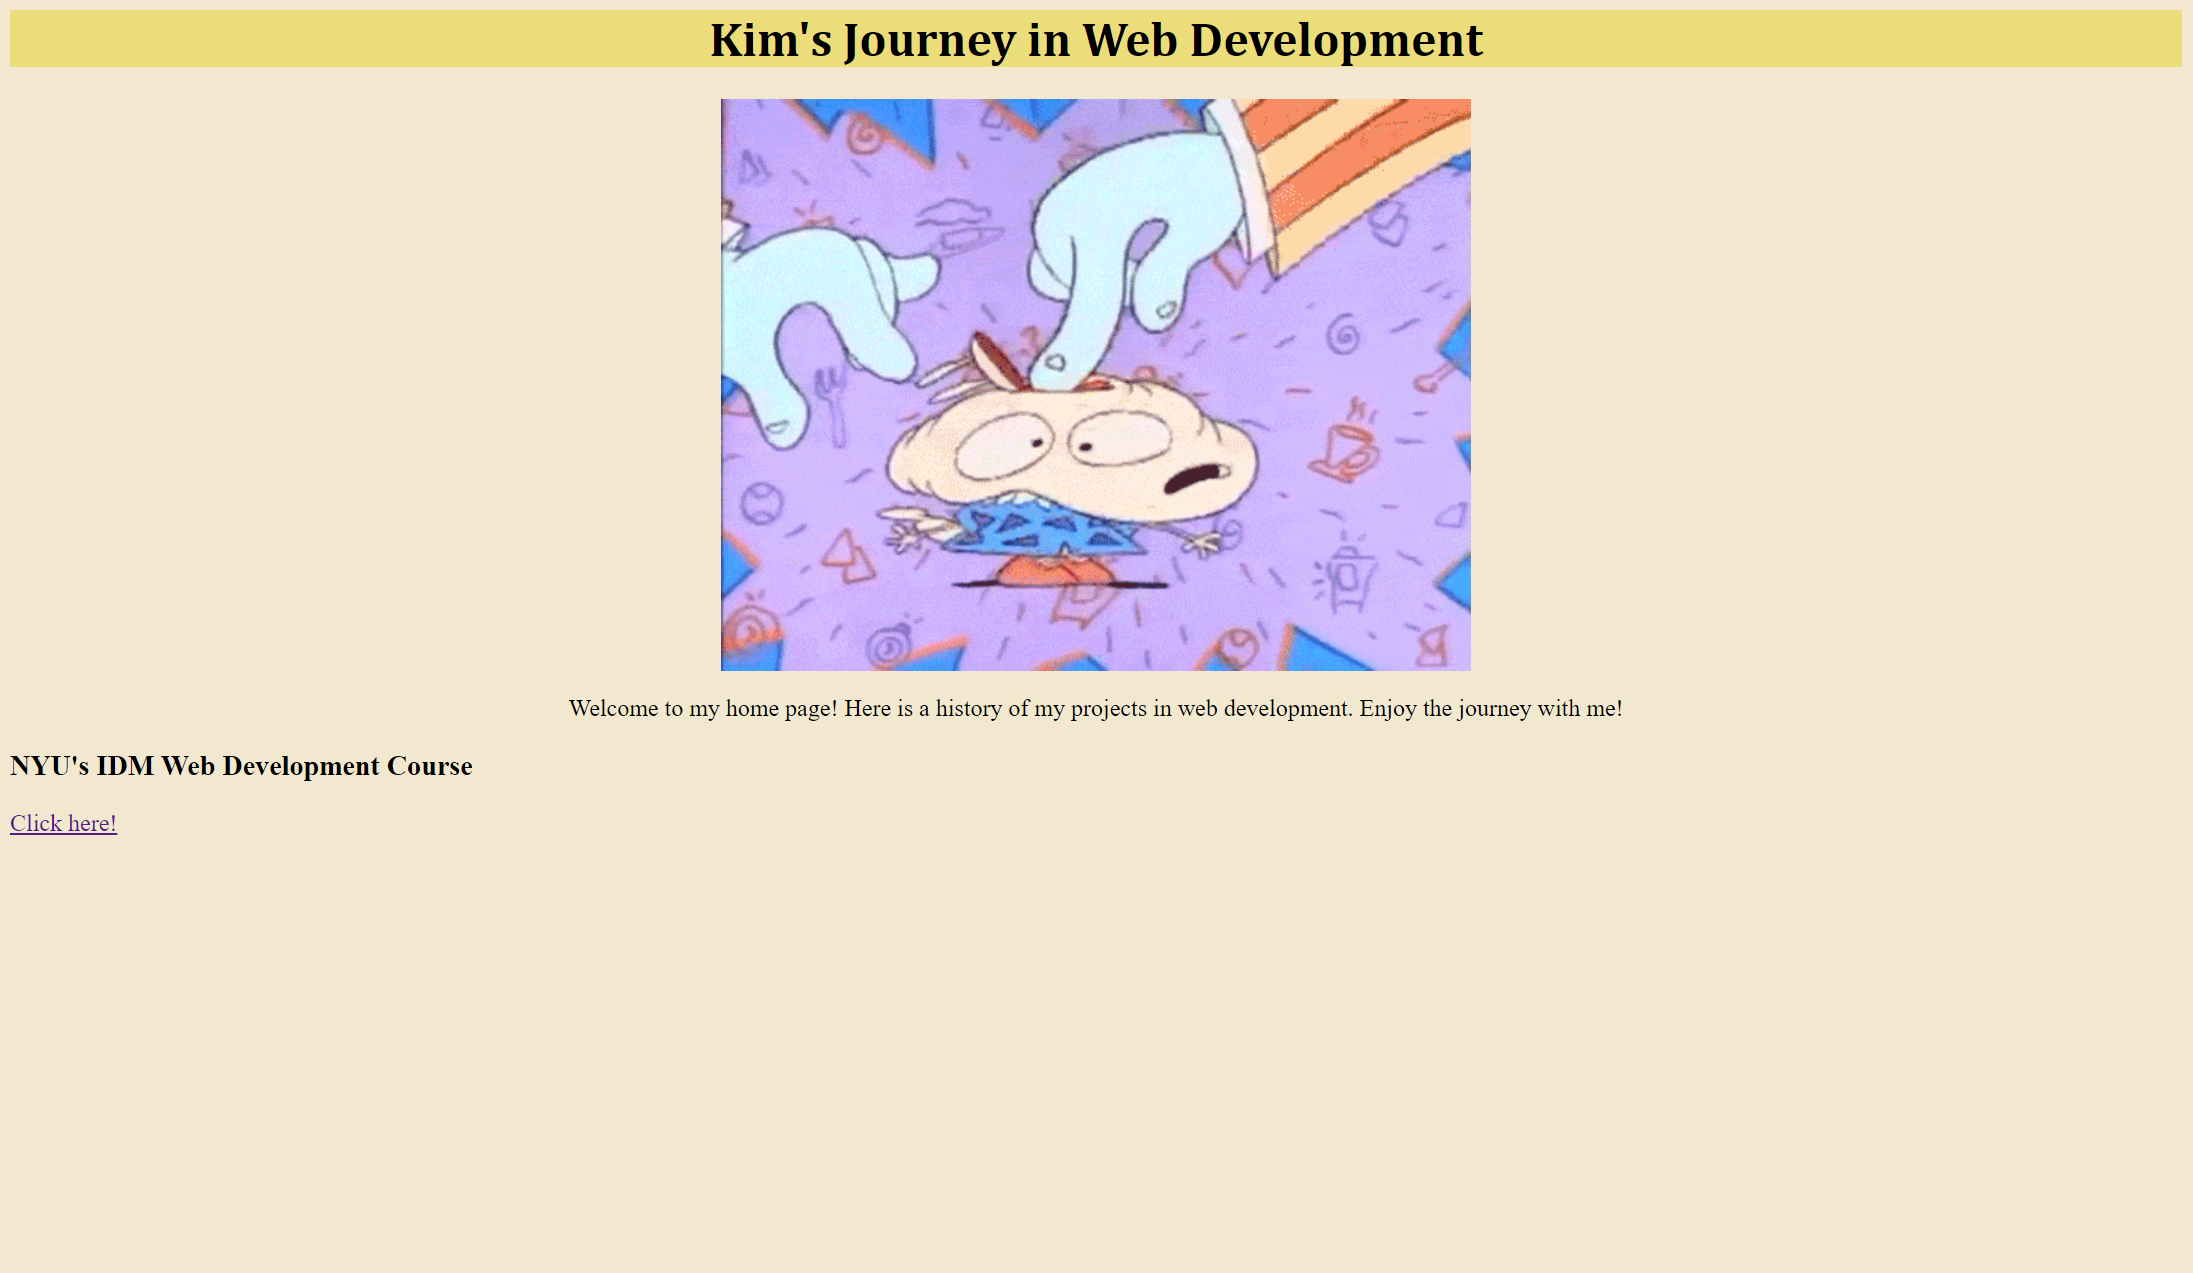 Kim's Journey in Web Development
Welcome to my home page! Here is a history of my projects in web development. Enjoy the journey with me!
NYU's IDM Web Development Course
Click here!